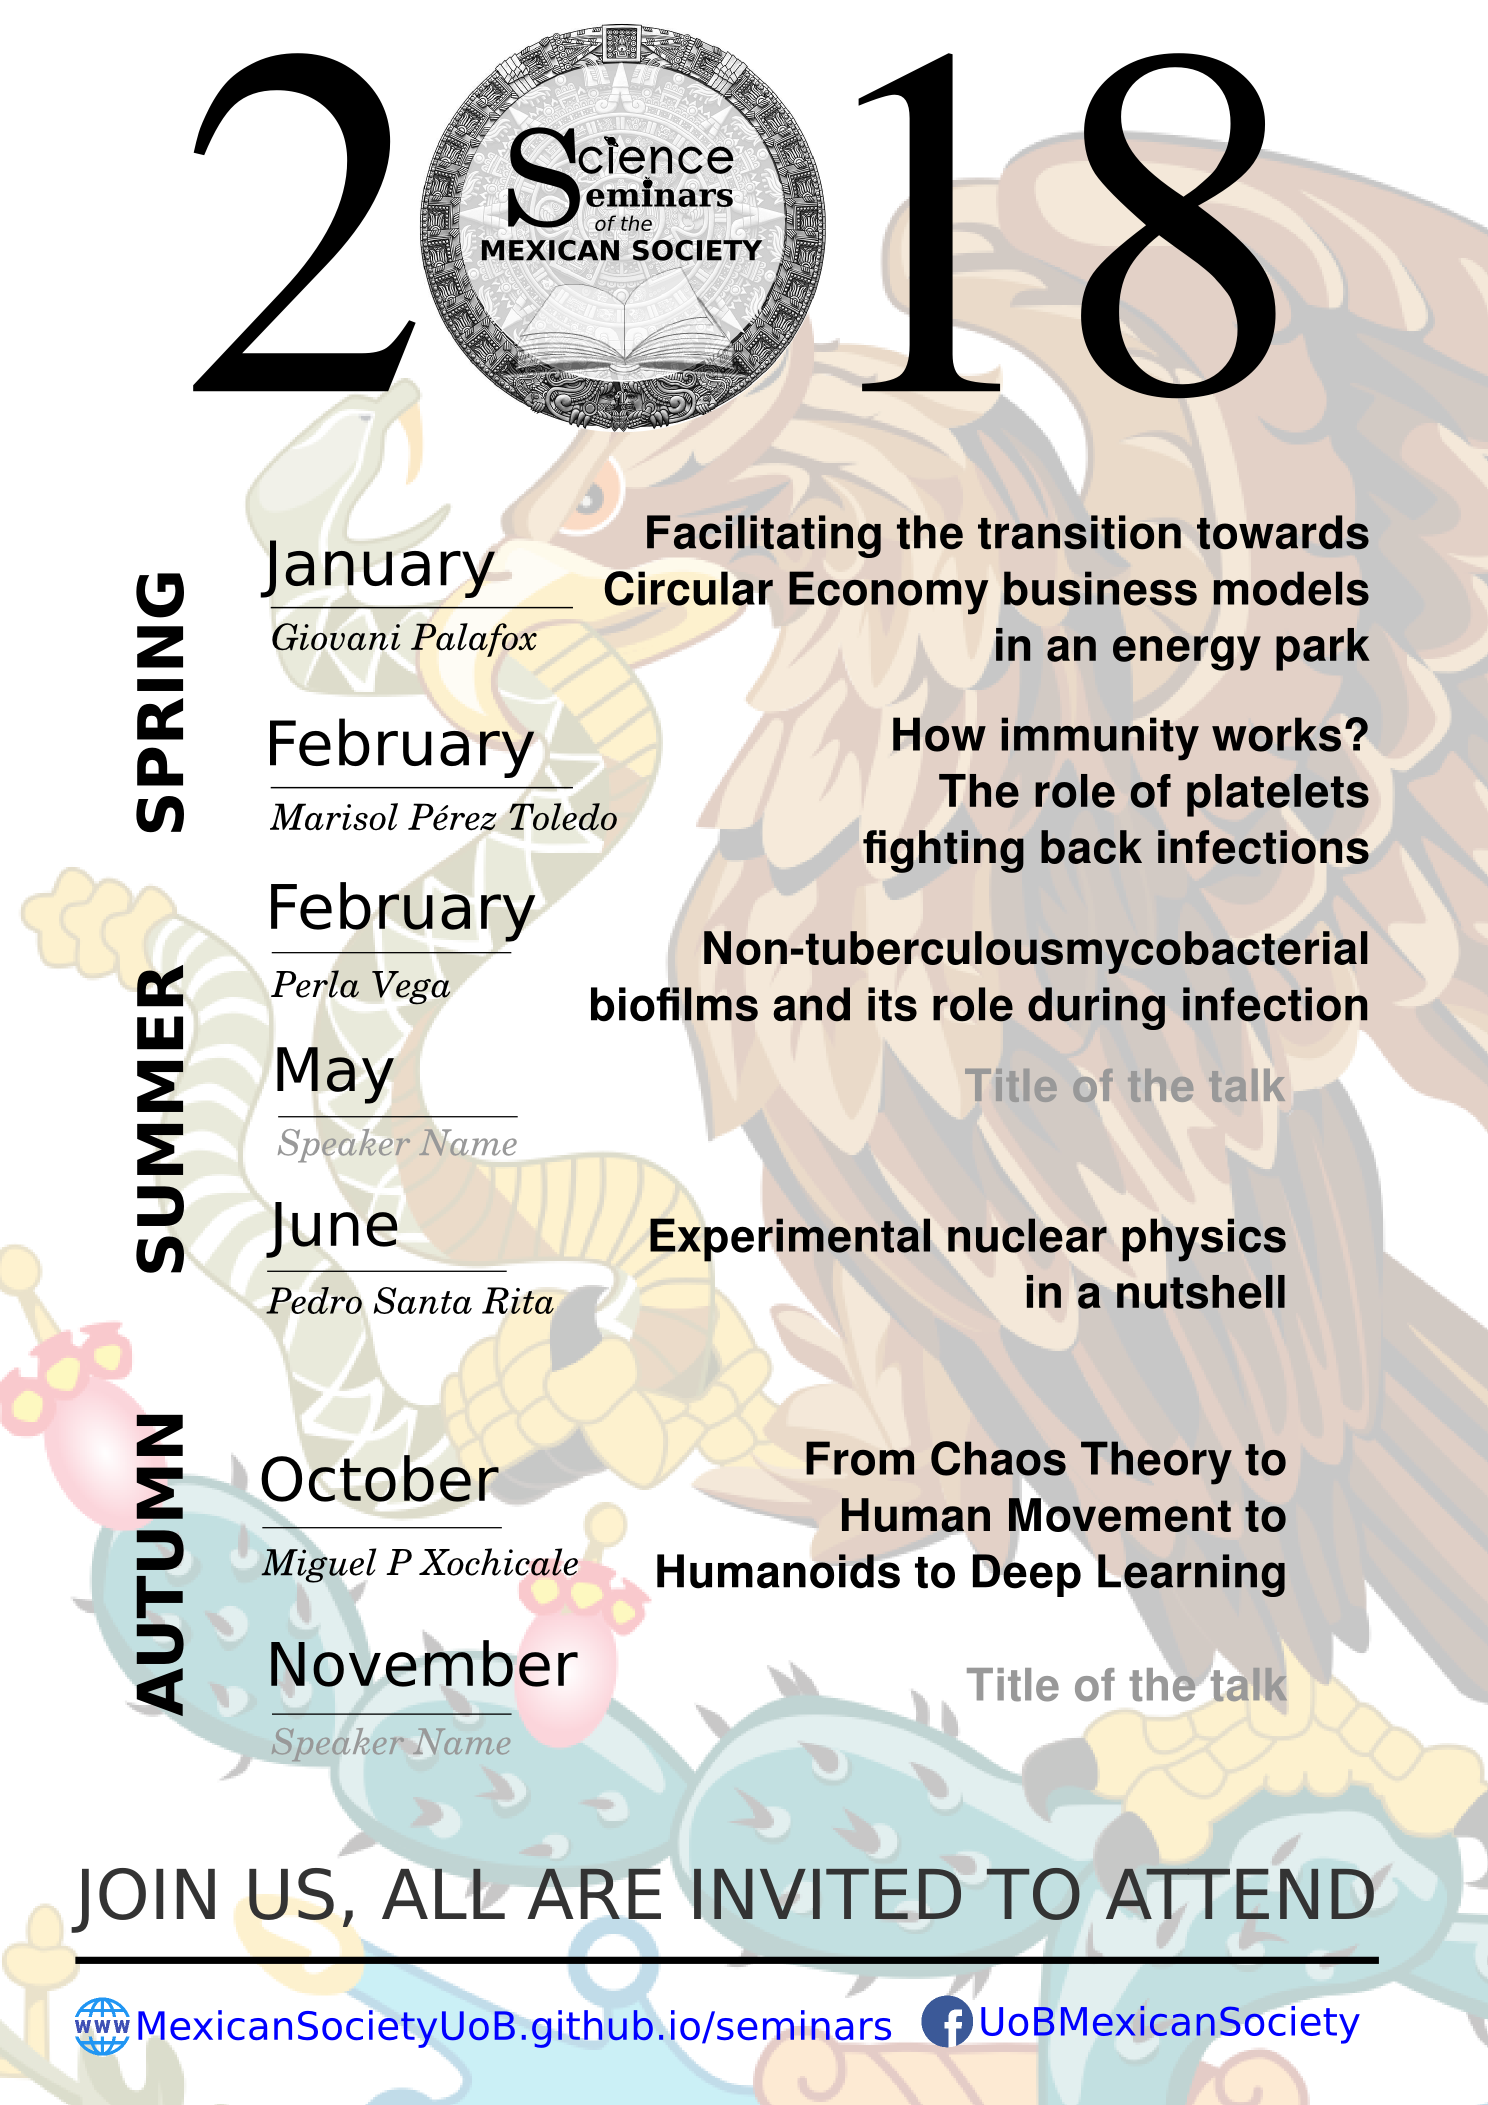 2018
Science
Seminars
of the
MEXICAN SOCIETY
SPRING
January
Giovani Palafox
Facilitating the transition towards
Circular Economy business models
in an energy park
February
Marisol Pérez Toledo
How immunity works?
The role of platelets
fighting back infections
February
Perla Vega
Non-tuberculousmycobacterial
biofilms and its role during infection
SUMMER
May
Speaker Name
Title of the talk
June
Pedro Santa Rita
Experimental nuclear physics
in a nutshell
AUTUMN
October
Miguel P Xochicale
From Chaos Theory to
Human Movement to
Humanoids to Deep Learning
November
Speaker Name
Title of the talk
JOIN US, ALL ARE INVITED TO ATTEND
WWW MexicanSocietyUoB.github.io/seminars
f UoBMexicanSociety